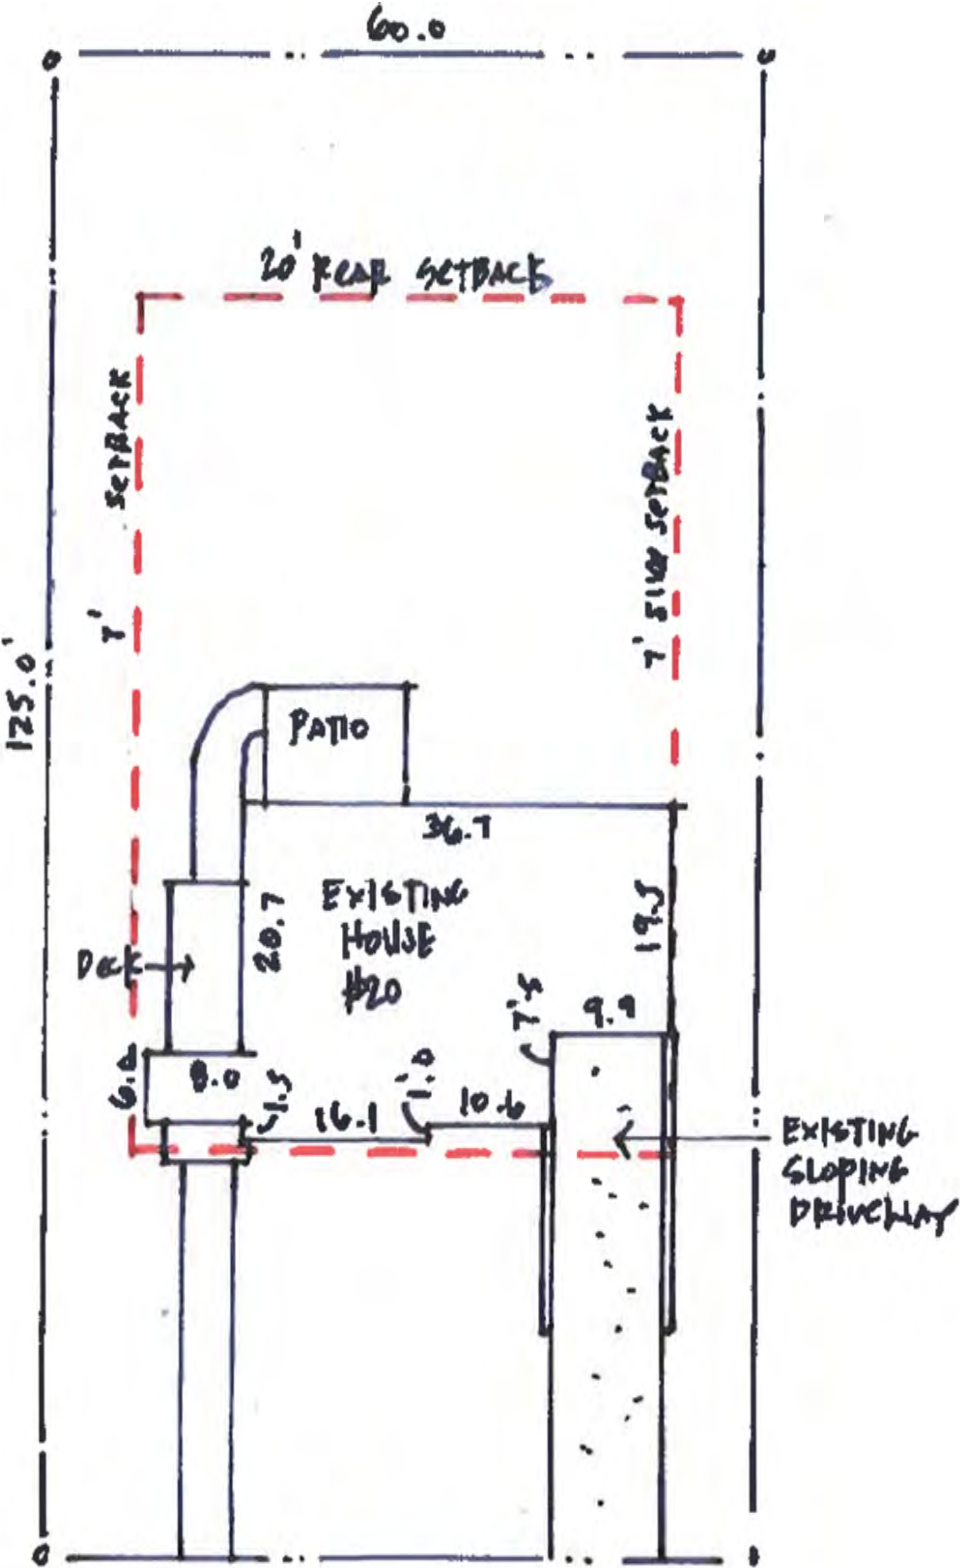 60.0
20' REAR SETBACK
7' SETBACK
7' SIDE SETBACK
125.0'
PATIO
36.7
EXISTING
HOUSE
#20
20.7
19.5
DECK
7'.5
9.9
6.0
8.0
1.5
16.1
1'.0
10.6
EXISTING
SLOPING
DRIVEWAY